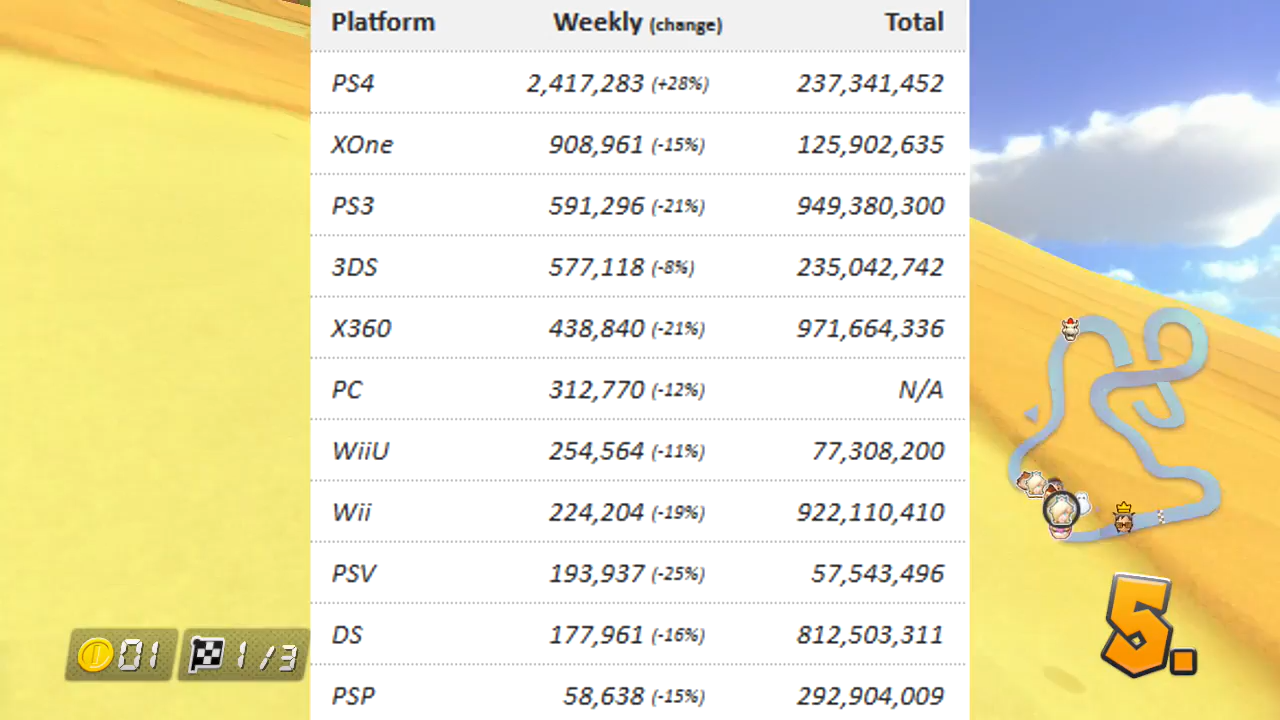 Platform Weekly (change) Total
PS4 2,417,283 (+28%) 237,341,452
XOne 908,961 (-15%) 125,902,635
PS3 591,296 (-21%) 949,380,300
3DS 577,118 (-8%) 235,042,742
X360 438,840 (-21%) 971,664,336
PC 312,770 (-12%) N/A
WiiU 254,564 (-11%) 77,308,200
Wii 224,204 (-19%) 922,110,410
PSV 193,937 (-25%) 57,543,496
DS 177,961 (-16%) 812,503,311
PSP 58,638 (-15%) 292,904,009
01 1/3
5.